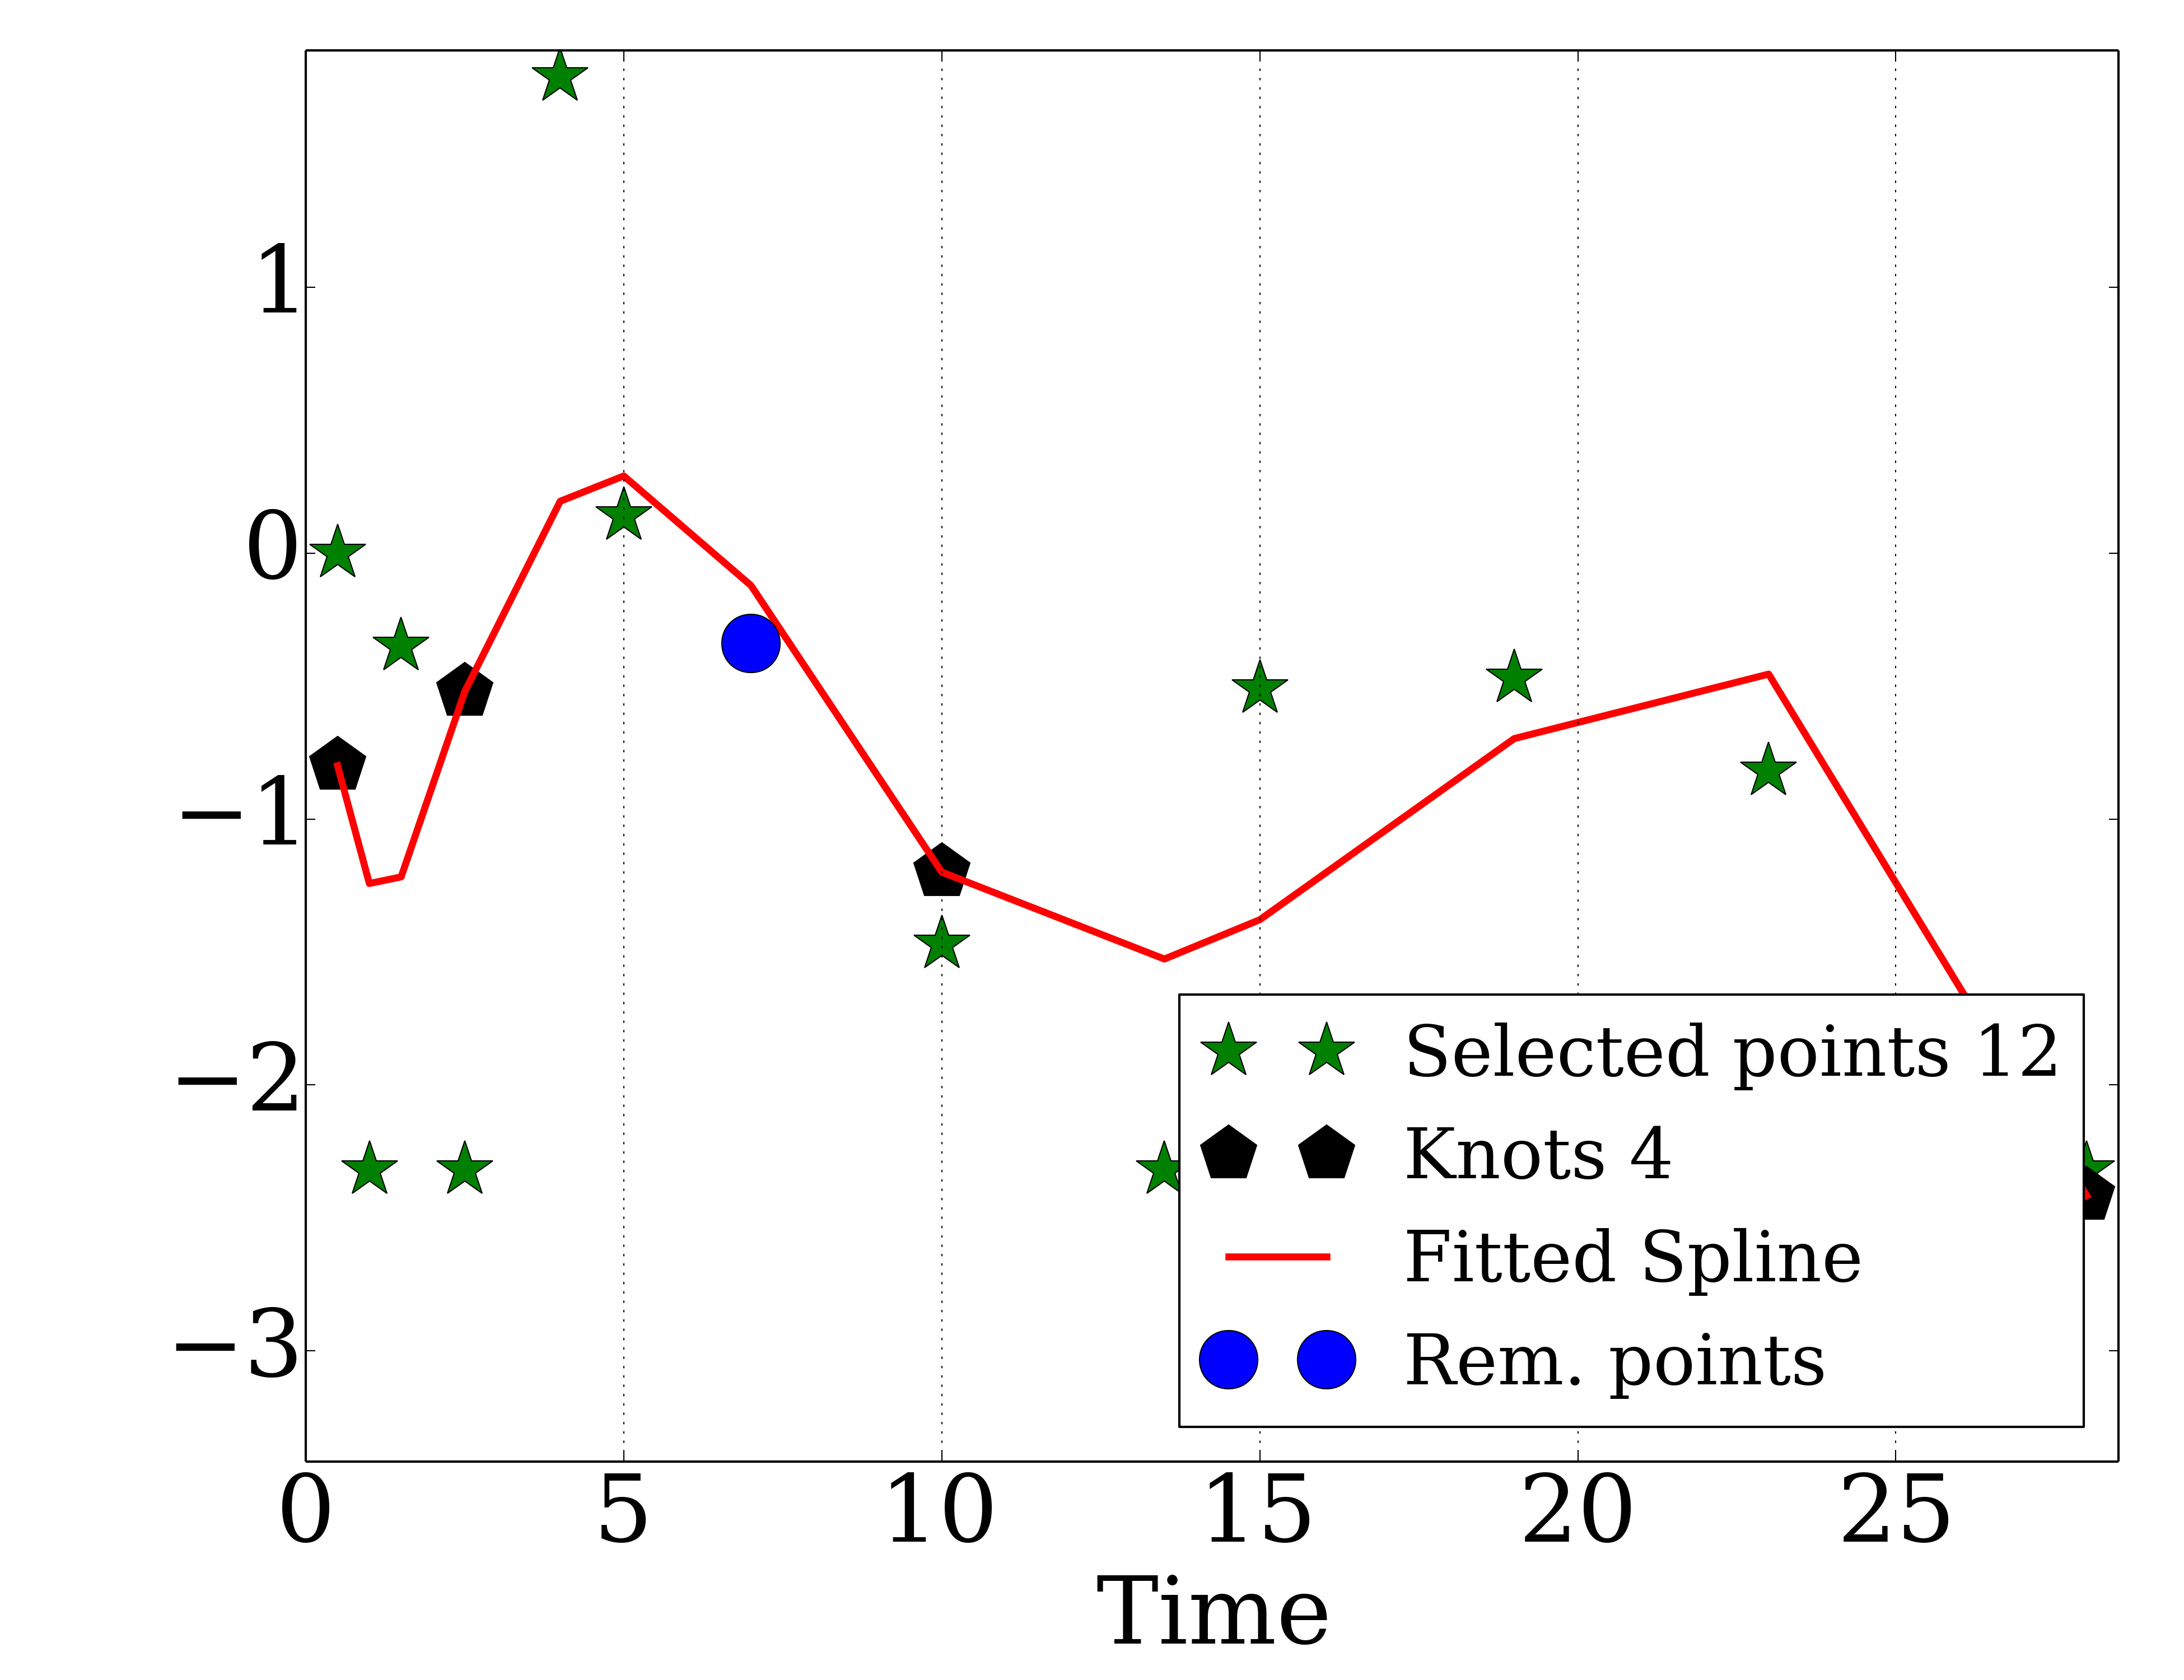 1
0
−1
−2
−3
Selected points 12
Knots 4
Fitted Spline
Rem. points
0 5 10 15 20 25
Time